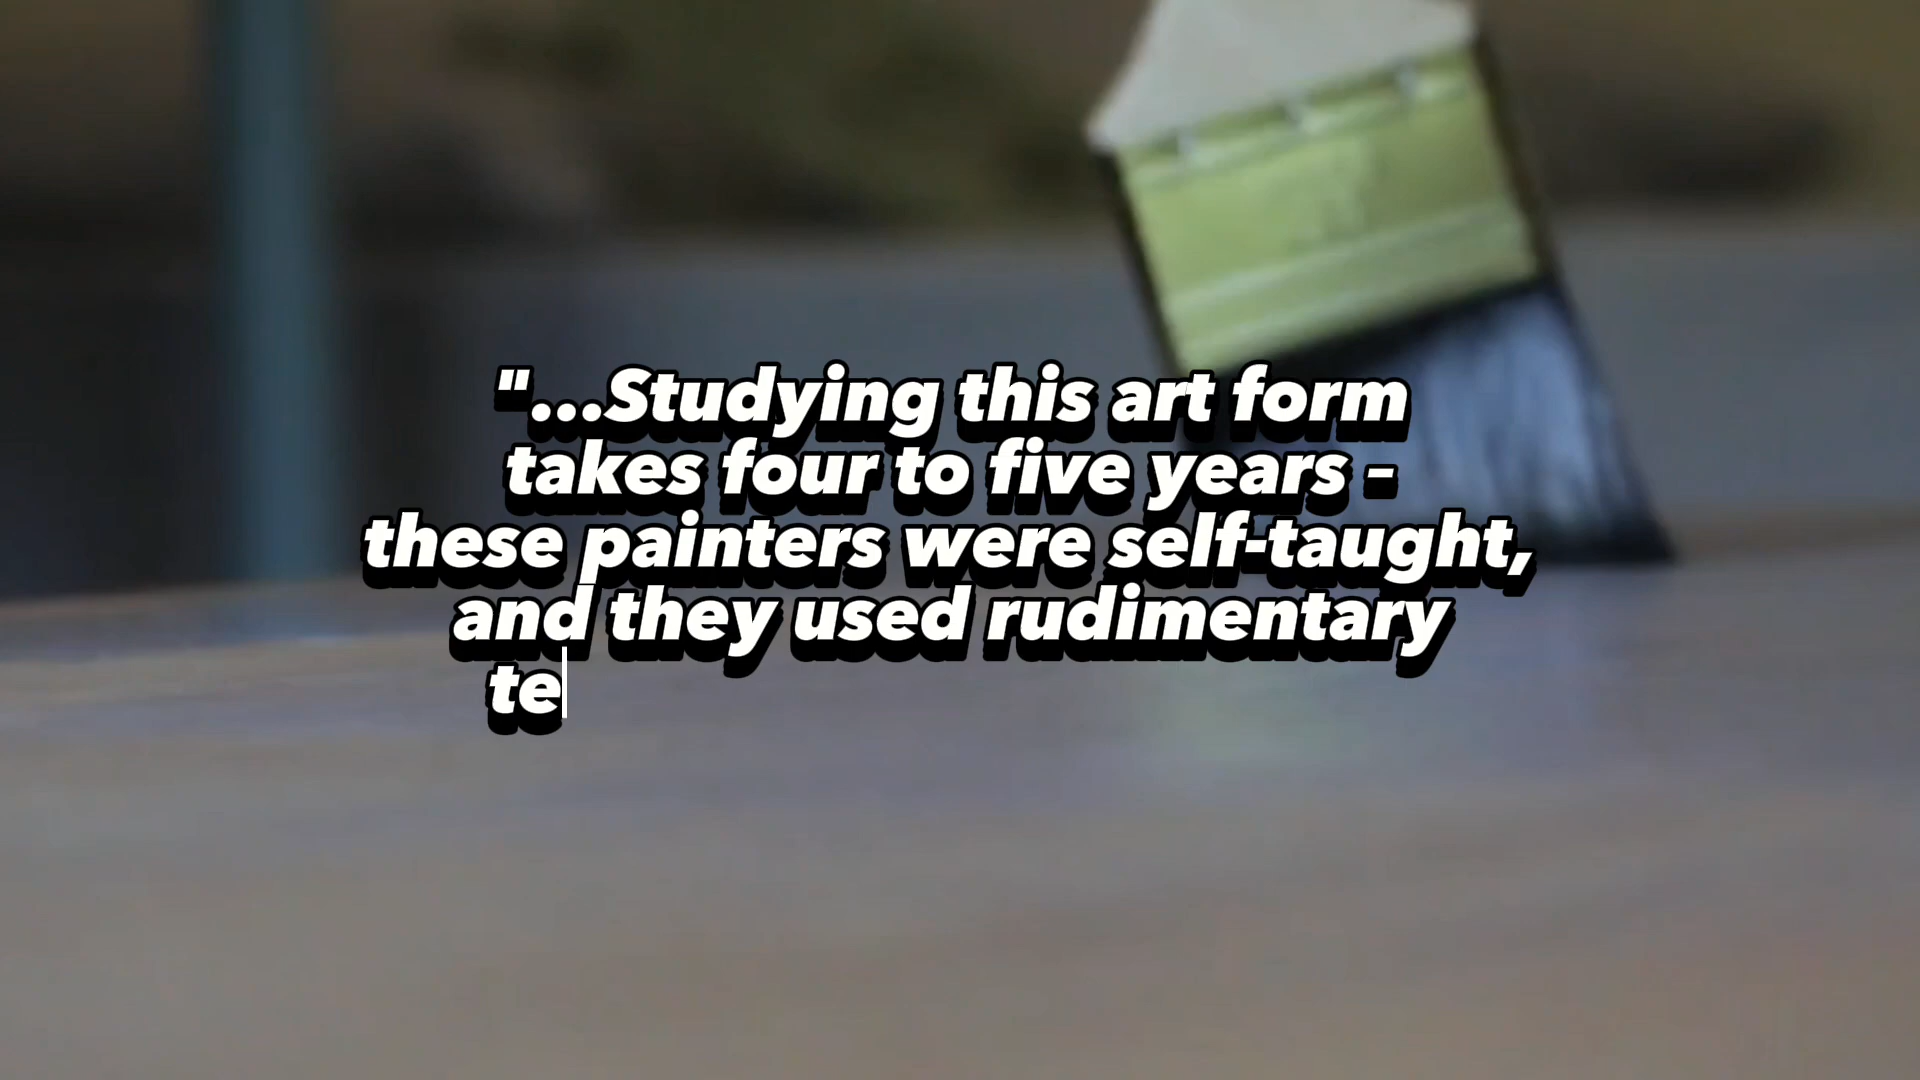 "...Studying this art form
takes four to five years -
these painters were self-taught,
and they used rudimentary
te